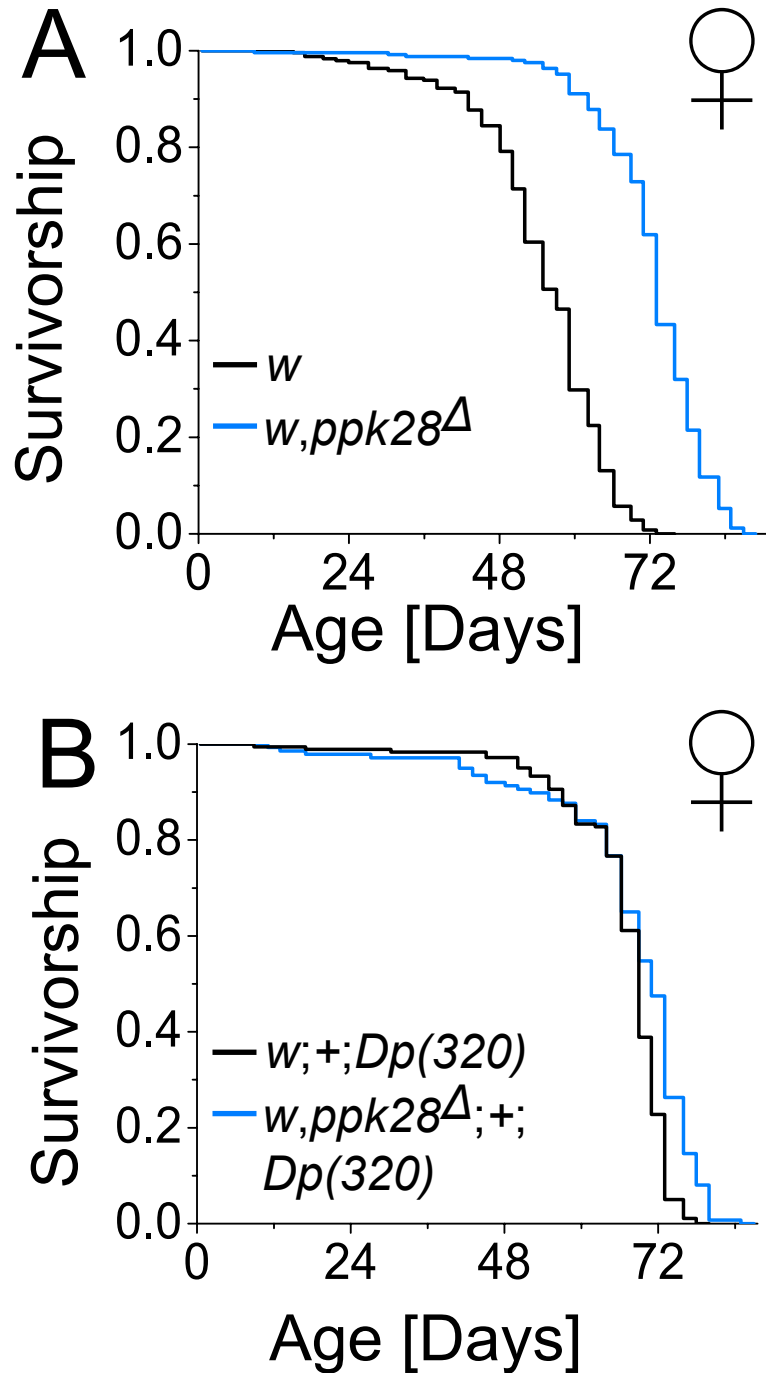 A
1.0
0.8
0.6
0.4
0.2
0.0
Survivorship
w
w,ppk28Δ
0 24 48 72
Age [Days]
B
1.0
0.8
0.6
0.4
0.2
0.0
Survivorship
w;+;Dp(320)
w,ppk28Δ;+;
Dp(320)
0 24 48 72
Age [Days]